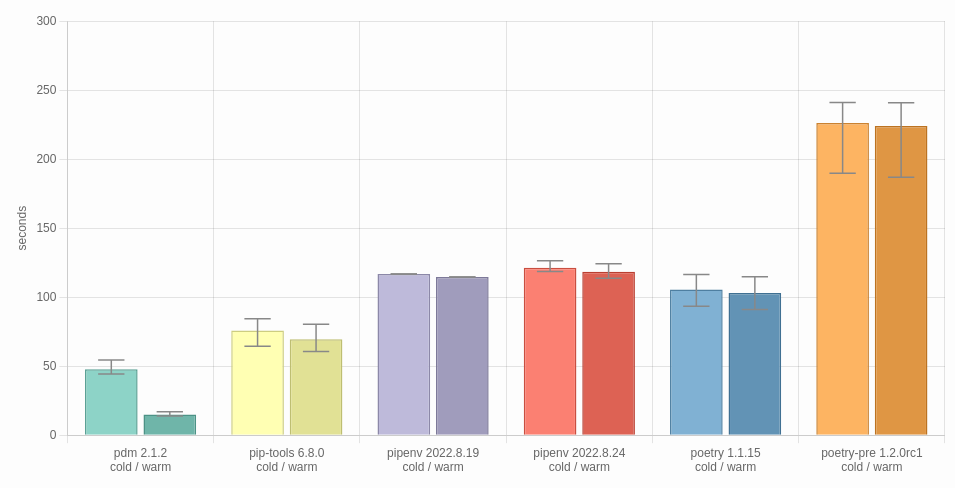 300
250
200
150
100
50
0
seconds
pdm 2.1.2
cold / warm
pip-tools 6.8.0
cold / warm
pipenv 2022.8.19
cold / warm
pipenv 2022.8.24
cold / warm
poetry 1.1.15
cold / warm
poetry-pre 1.2.0rc1
cold / warm